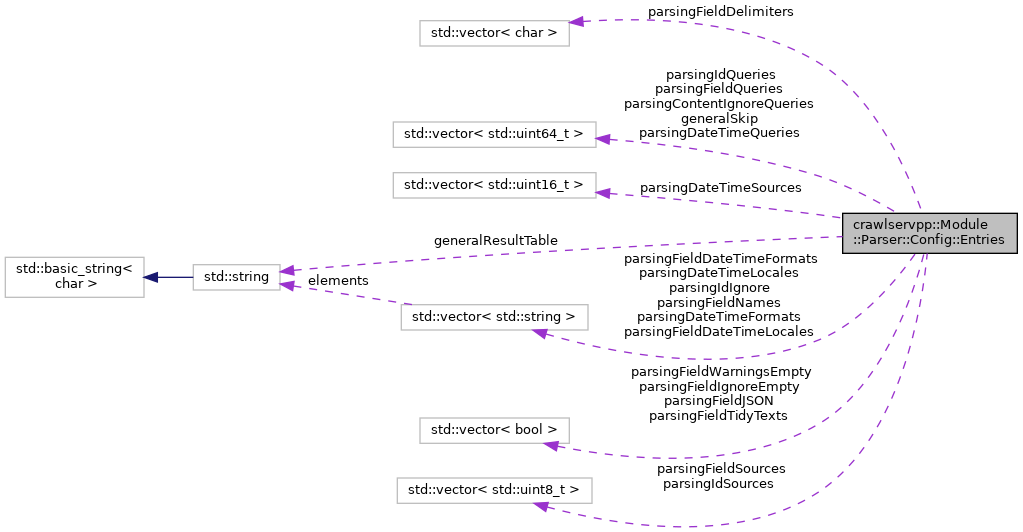 parsingFieldDelimiters
std::vector< char >
parsingIdQueries
parsingFieldQueries
parsingContentIgnoreQueries
generalSkip
parsingDateTimeQueries
std::vector< std::uint64_t >
std::vector< std::uint16_t >
parsingDateTimeSources
crawlservpp::Module
::Parser::Config::Entries
generalResultTable
std::basic_string<
char >
std::string
elements
parsingFieldDateTimeFormats
parsingDateTimeLocales
parsingIdIgnore
parsingFieldNames
parsingDateTimeFormats
parsingFieldDateTimeLocales
std::vector< std::string >
parsingFieldWarningsEmpty
parsingFieldIgnoreEmpty
parsingFieldJSON
parsingFieldTidyTexts
std::vector< bool >
parsingFieldSources
parsingIdSources
std::vector< std::uint8_t >